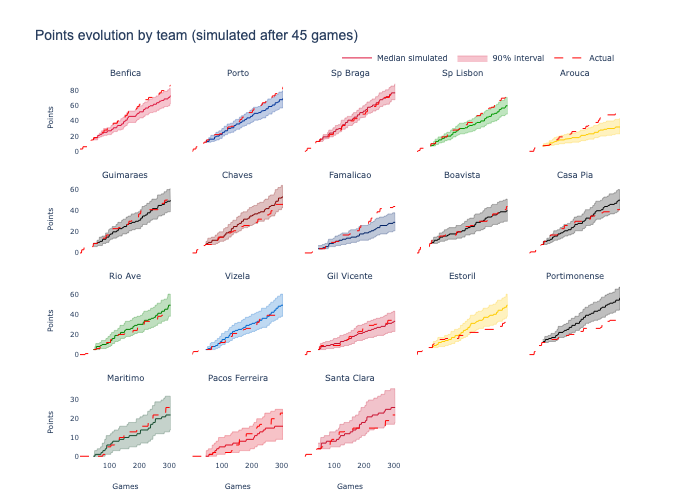 Points evolution by team (simulated after 45 games)
Median simulated 90% interval Actual
Benfica Porto Sp Braga Sp Lisbon Arouca
80
60
40
20
0
Points
Guimaraes Chaves Famalicao Boavista Casa Pia
60
40
20
0
Points
Rio Ave Vizela Gil Vicente Estoril Portimonense
60
40
20
0
Points
Maritimo Pacos Ferreira Santa Clara
30
20
10
0
Points
100 200 300 100 200 300 100 200 300
Games Games Games